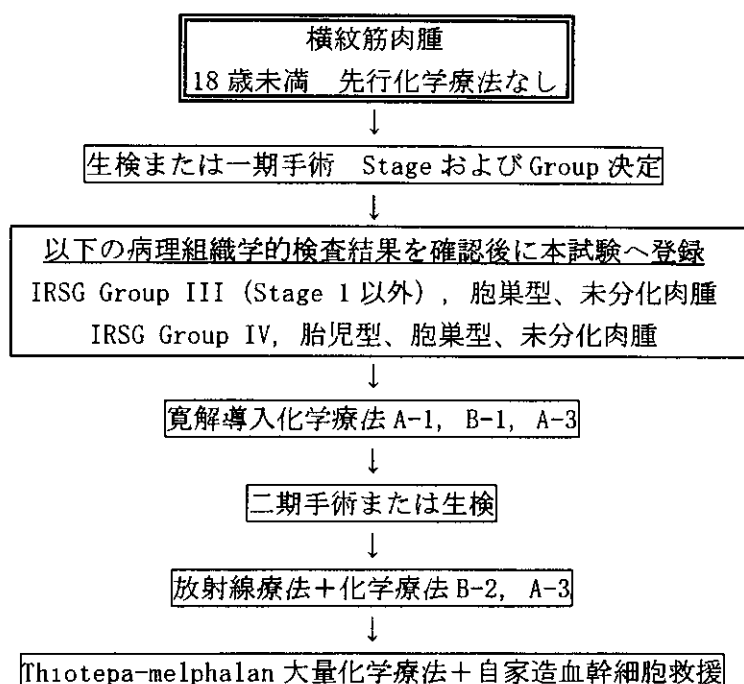 横紋筋肉腫
18歳未満 先行化学療法なし
↓
生検または一期手術 Stage および Group 決定
↓
以下の病理組織学的検査結果を確認後に本試験へ登録
IRSG Group III (Stage 1 以外), 胞巣型、未分化肉腫
IRSG Group IV, 胎児型、胞巣型、未分化肉腫
↓
寛解導入化学療法 A-1, B-1, A-3
↓
二期手術または生検
↓
放射線療法＋化学療法 B-2, A-3
↓
Thiotepa-melphalan 大量化学療法＋自家造血幹細胞救援